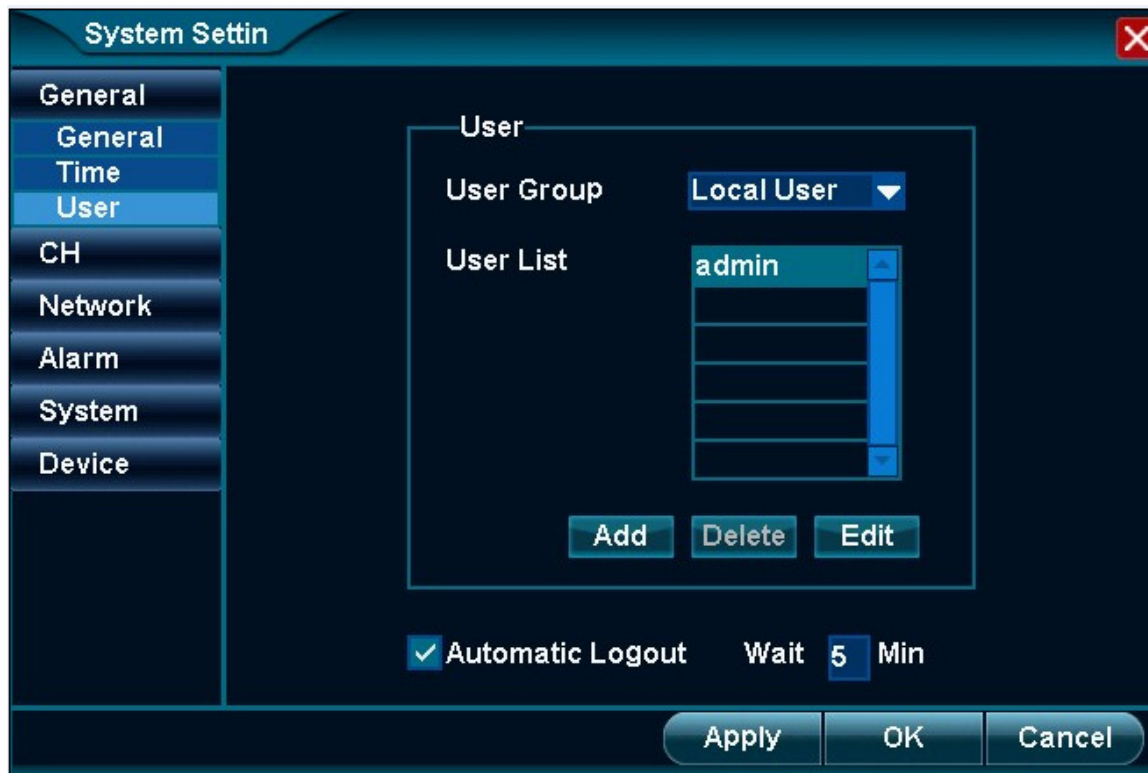 System Settin
General
General
Time
User
CH
Network
Alarm
System
Device
User
User Group Local User
User List admin
Add Delete Edit
Automatic Logout Wait 5 Min
Apply OK Cancel